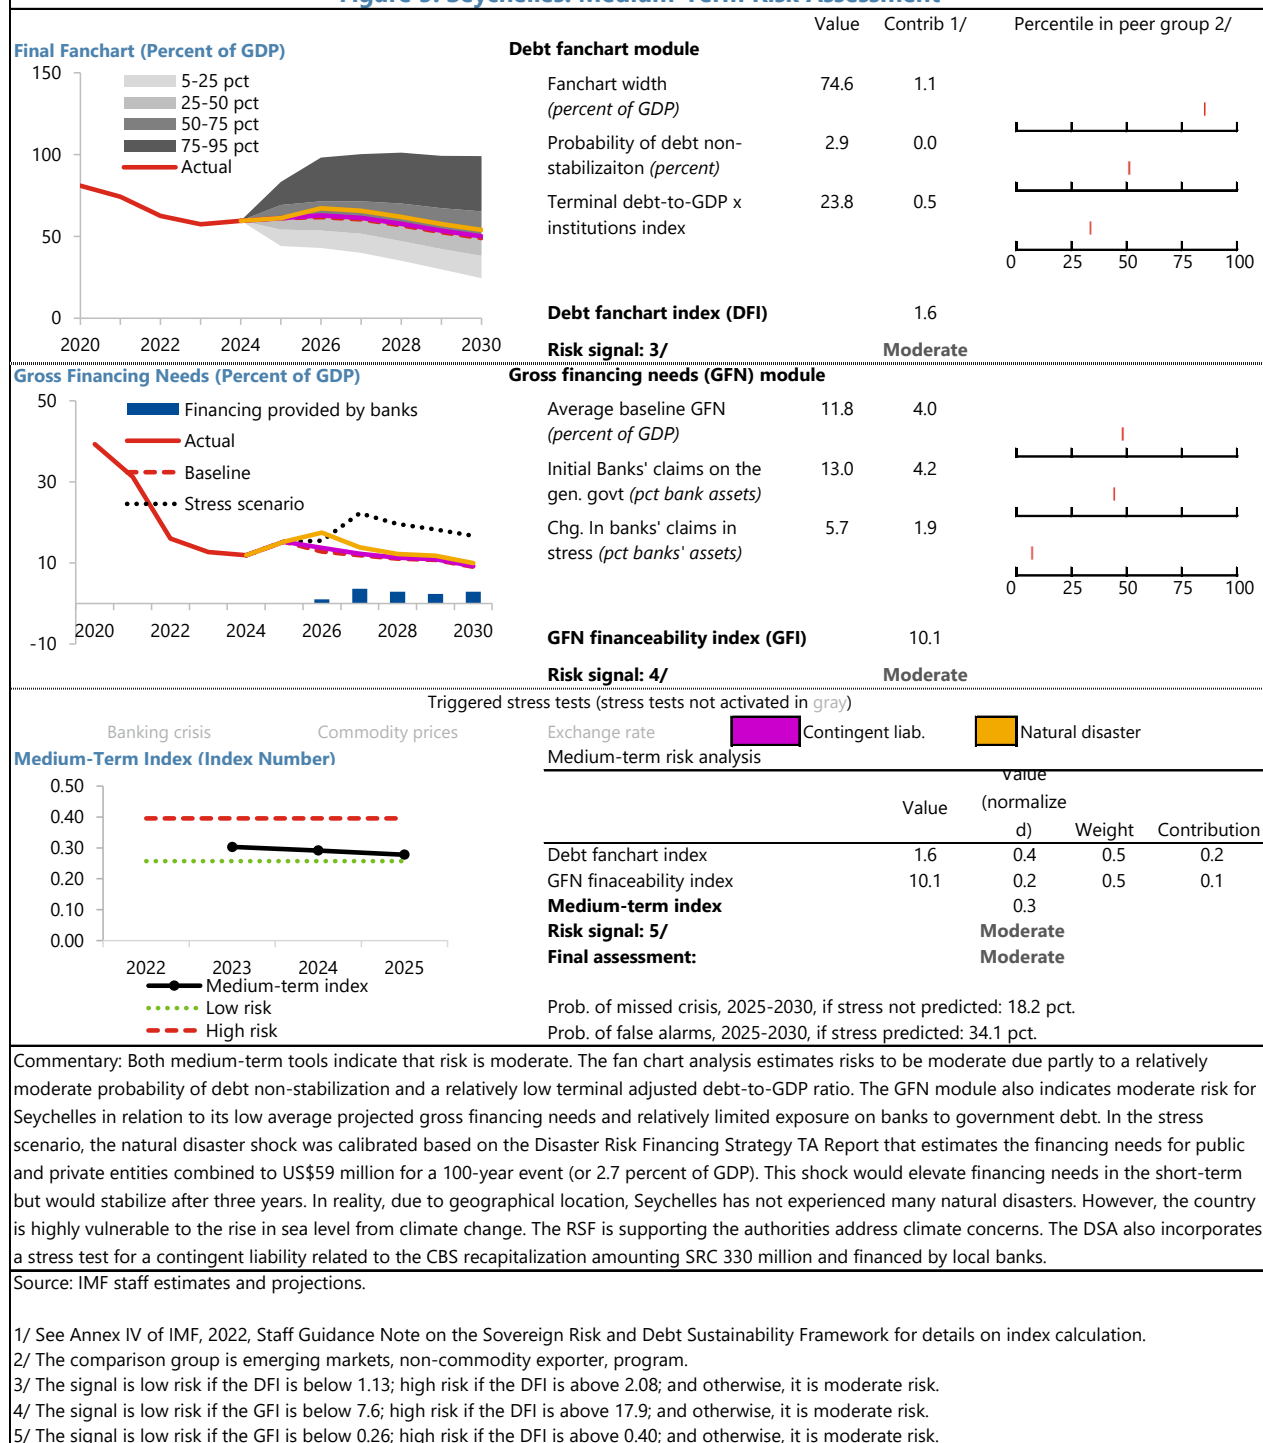 Figure 5. Seychelles: Medium-Term Risk Assessment
Value Contrib 1/ Percentile in peer group 2/
Final Fanchart (Percent of GDP)
150
100
50
0
5-25 pct
25-50 pct
50-75 pct
75-95 pct
Actual
2020 2022 2024 2026 2028 2030
Debt fanchart module
Fanchart width 74.6 1.1
(percent of GDP)
Probability of debt non- 2.9 0.0
stabilizaiton (percent)
Terminal debt-to-GDP x 23.8 0.5
institutions index
0 25 50 75 100
Debt fanchart index (DFI) 1.6
Risk signal: 3/ Moderate
Gross Financing Needs (Percent of GDP)
50
30
10
-10
Financing provided by banks
Actual
Baseline
Stress scenario
2020 2022 2024 2026 2028 2030
Gross financing needs (GFN) module
Average baseline GFN 11.8 4.0
(percent of GDP)
Initial Banks' claims on the 13.0 4.2
gen. govt (pct bank assets)
Chg. In banks' claims in 5.7 1.9
stress (pct banks' assets)
0 25 50 75 100
GFN financeability index (GFI) 10.1
Risk signal: 4/ Moderate
Triggered stress tests (stress tests not activated in gray)
Banking crisis Commodity prices Exchange rate Contingent liab. Natural disaster
Medium-Term Index (Index Number)
0.50
0.40
0.30
0.20
0.10
0.00
2022 2023 2024 2025
Medium-term index
Low risk
High risk
Medium-term risk analysis
Value
Value (normalize
d) Weight Contribution
Debt fanchart index 1.6 0.4 0.5 0.2
GFN finaceability index 10.1 0.2 0.5 0.1
Medium-term index 0.3
Risk signal: 5/ Moderate
Final assessment: Moderate
Prob. of missed crisis, 2025-2030, if stress not predicted: 18.2 pct.
Prob. of false alarms, 2025-2030, if stress predicted: 34.1 pct.
Commentary: Both medium-term tools indicate that risk is moderate. The fan chart analysis estimates risks to be moderate due partly to a relatively
moderate probability of debt non-stabilization and a relatively low terminal adjusted debt-to-GDP ratio. The GFN module also indicates moderate risk for
Seychelles in relation to its low average projected gross financing needs and relatively limited exposure on banks to government debt. In the stress
scenario, the natural disaster shock was calibrated based on the Disaster Risk Financing Strategy TA Report that estimates the financing needs for public
and private entities combined to US$59 million for a 100-year event (or 2.7 percent of GDP). This shock would elevate financing needs in the short-term
but would stabilize after three years. In reality, due to geographical location, Seychelles has not experienced many natural disasters. However, the country
is highly vulnerable to the rise in sea level from climate change. The RSF is supporting the authorities address climate concerns. The DSA also incorporates
a stress test for a contingent liability related to the CBS recapitalization amounting SRC 330 million and financed by local banks.
Source: IMF staff estimates and projections.
1/ See Annex IV of IMF, 2022, Staff Guidance Note on the Sovereign Risk and Debt Sustainability Framework for details on index calculation.
2/ The comparison group is emerging markets, non-commodity exporter, program.
3/ The signal is low risk if the DFI is below 1.13; high risk if the DFI is above 2.08; and otherwise, it is moderate risk.
4/ The signal is low risk if the GFI is below 7.6; high risk if the DFI is above 17.9; and otherwise, it is moderate risk.
5/ The signal is low risk if the GFI is below 0.26; high risk if the DFI is above 0.40; and otherwise, it is moderate risk.